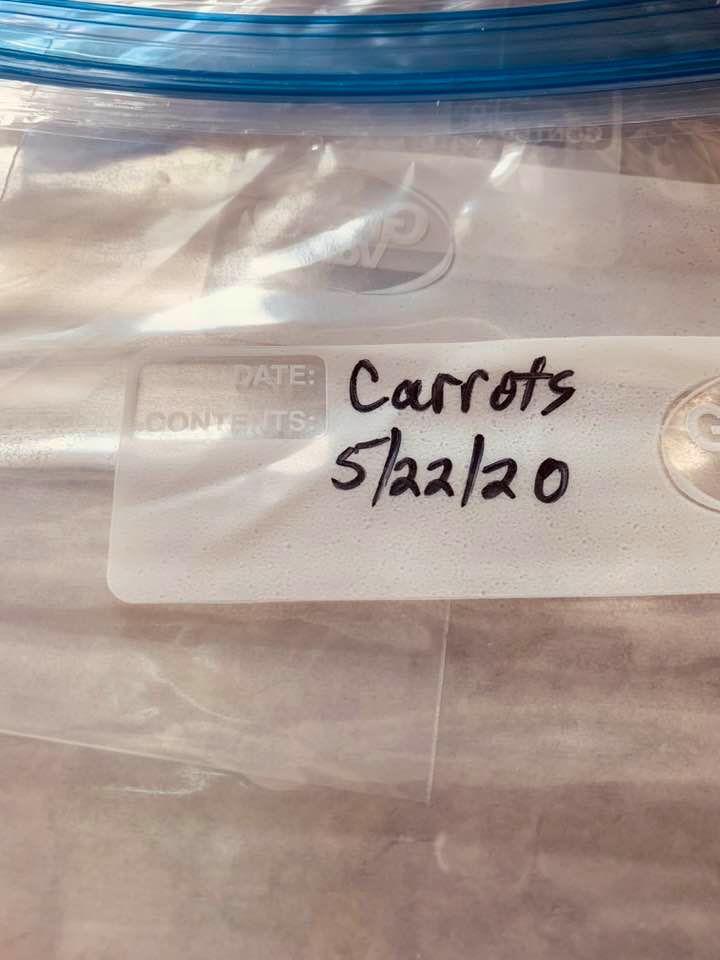 DATE:
Carrots
CONTENTS:
5/22/20